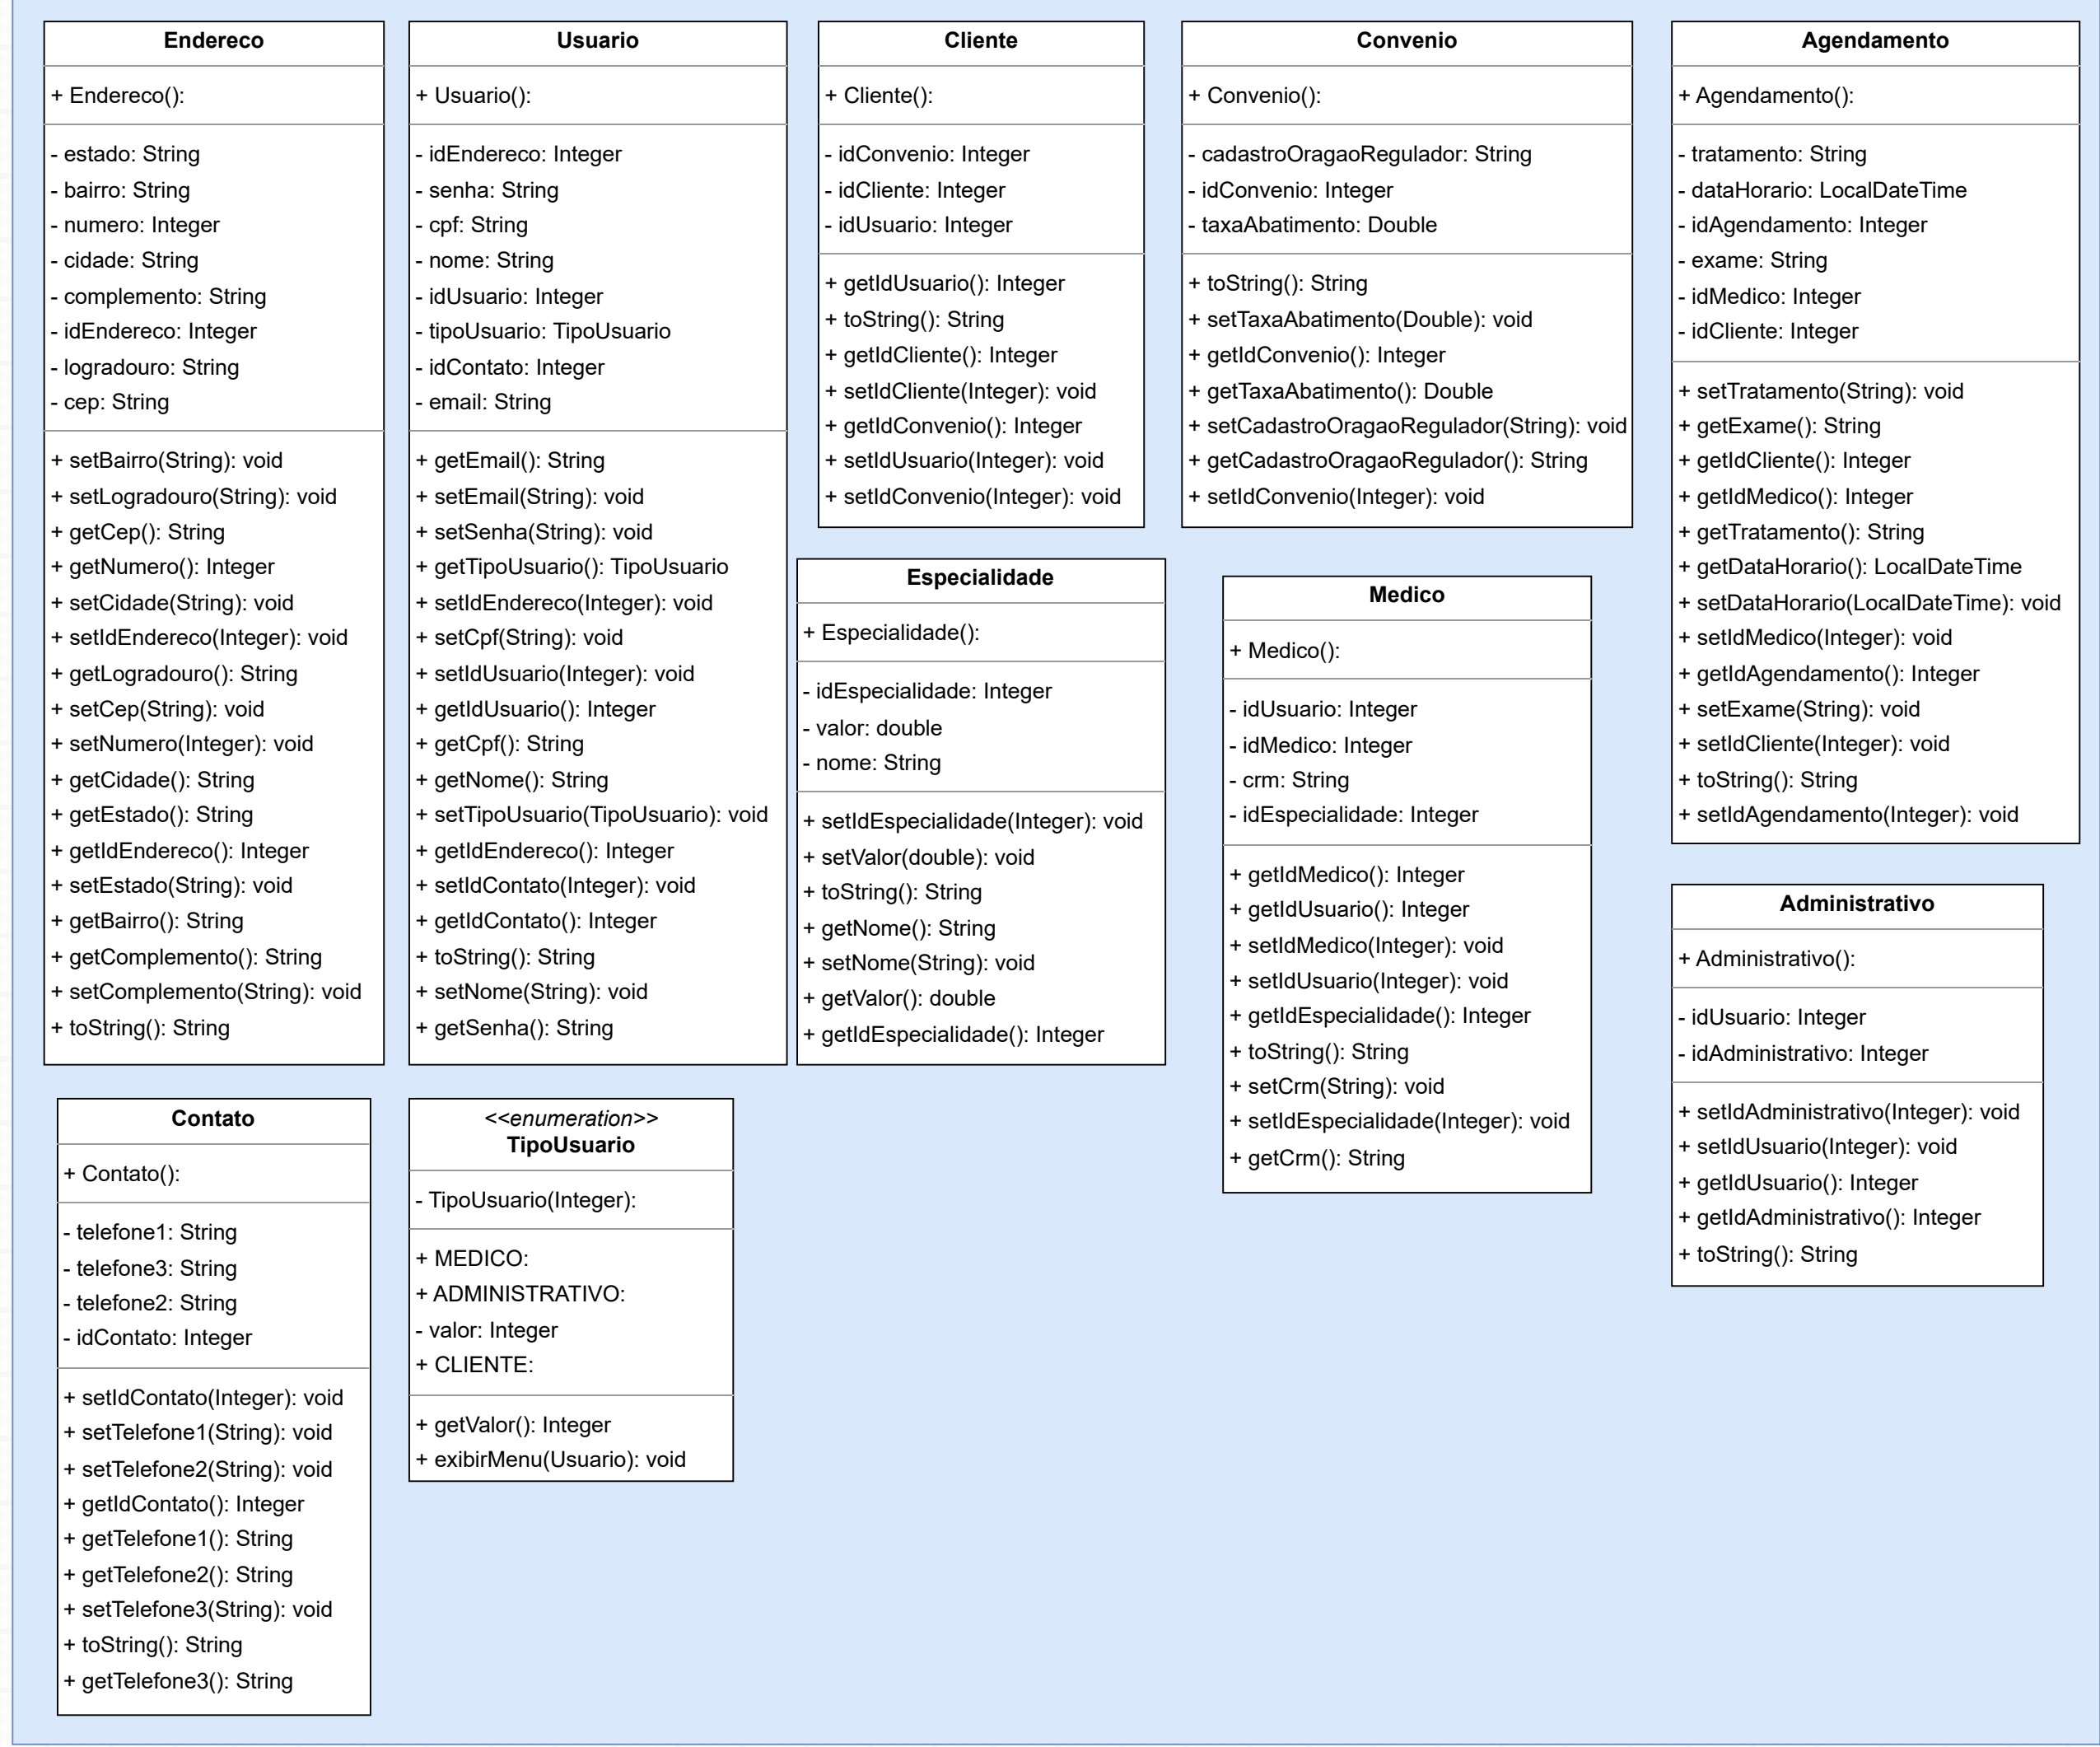 Endereco
+ Endereco():
- estado: String
- bairro: String
- numero: Integer
- cidade: String
- complemento: String
- idEndereco: Integer
- logradouro: String
- cep: String
+ setBairro(String): void
+ setLogradouro(String): void
+ getCep(): String
+ getNumero(): Integer
+ setCidade(String): void
+ setIdEndereco(Integer): void
+ getLogradouro(): String
+ setCep(String): void
+ setNumero(Integer): void
+ getCidade(): String
+ getEstado(): String
+ getIdEndereco(): Integer
+ setEstado(String): void
+ getBairro(): String
+ getComplemento(): String
+ setComplemento(String): void
+ toString(): String
Usuario
+ Usuario():
- idEndereco: Integer
- senha: String
- cpf: String
- nome: String
- idUsuario: Integer
- tipoUsuario: TipoUsuario
- idContato: Integer
- email: String
+ getEmail(): String
+ setEmail(String): void
+ setSenha(String): void
+ getTipoUsuario(): TipoUsuario
+ setIdEndereco(Integer): void
+ setCpf(String): void
+ setIdUsuario(Integer): void
+ getIdUsuario(): Integer
+ getCpf(): String
+ getNome(): String
+ setTipoUsuario(TipoUsuario): void
+ getIdEndereco(): Integer
+ setIdContato(Integer): void
+ getIdContato(): Integer
+ toString(): String
+ setNome(String): void
+ getSenha(): String
Cliente
+ Cliente():
- idConvenio: Integer
- idCliente: Integer
- idUsuario: Integer
+ getIdUsuario(): Integer
+ toString(): String
+ getIdCliente(): Integer
+ setIdCliente(Integer): void
+ getIdConvenio(): Integer
+ setIdUsuario(Integer): void
+ setIdConvenio(Integer): void
Convenio
+ Convenio():
- cadastroOragaoRegulador: String
- idConvenio: Integer
- taxaAbatimento: Double
+ toString(): String
+ setTaxaAbatimento(Double): void
+ getIdConvenio(): Integer
+ getTaxaAbatimento(): Double
+ setCadastroOragaoRegulador(String): void
+ getCadastroOragaoRegulador(): String
+ setIdConvenio(Integer): void
Agendamento
+ Agendamento():
- tratamento: String
- dataHorario: LocalDateTime
- idAgendamento: Integer
- exame: String
- idMedico: Integer
- idCliente: Integer
+ setTratamento(String): void
+ getExame(): String
+ getIdCliente(): Integer
+ getIdMedico(): Integer
+ getTratamento(): String
+ getDataHorario(): LocalDateTime
+ setDataHorario(LocalDateTime): void
+ setIdMedico(Integer): void
+ getIdAgendamento(): Integer
+ setExame(String): void
+ setIdCliente(Integer): void
+ toString(): String
+ setIdAgendamento(Integer): void
Especialidade
+ Especialidade():
- idEspecialidade: Integer
- valor: double
- nome: String
+ setIdEspecialidade(Integer): void
+ setValor(double): void
+ toString(): String
+ getNome(): String
+ setNome(String): void
+ getValor(): double
+ getIdEspecialidade(): Integer
Medico
+ Medico():
- idUsuario: Integer
- idMedico: Integer
- crm: String
- idEspecialidade: Integer
+ getIdMedico(): Integer
+ getIdUsuario(): Integer
+ setIdMedico(Integer): void
+ setIdUsuario(Integer): void
+ getIdEspecialidade(): Integer
+ toString(): String
+ setCrm(String): void
+ setIdEspecialidade(Integer): void
+ getCrm(): String
Administrativo
+ Administrativo():
- idUsuario: Integer
- idAdministrativo: Integer
+ setIdAdministrativo(Integer): void
+ setIdUsuario(Integer): void
+ getIdUsuario(): Integer
+ getIdAdministrativo(): Integer
+ toString(): String
Contato
+ Contato():
- telefone1: String
- telefone3: String
- telefone2: String
- idContato: Integer
+ setIdContato(Integer): void
+ setTelefone1(String): void
+ setTelefone2(String): void
+ getIdContato(): Integer
+ getTelefone1(): String
+ getTelefone2(): String
+ setTelefone3(String): void
+ toString(): String
+ getTelefone3(): String
<<enumeration>>
TipoUsuario
- TipoUsuario(Integer):
+ MEDICO:
+ ADMINISTRATIVO:
- valor: Integer
+ CLIENTE:
+ getValor(): Integer
+ exibirMenu(Usuario): void